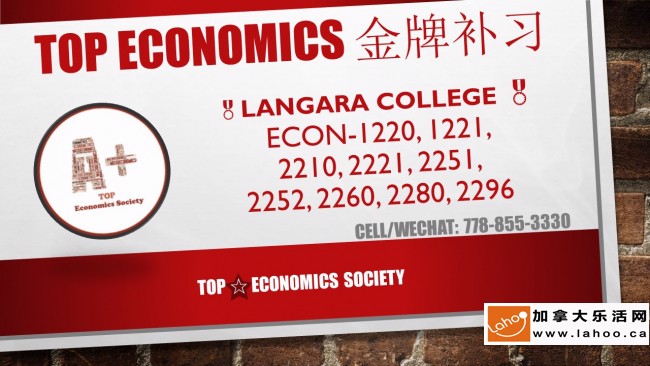 TOP ECONOMICS 金牌补习
LANGARA COLLEGE
ECON-1220, 1221,
2210, 2221, 2251,
2252, 2260, 2280, 2296
A+
TOP
Economics Society
CELL/WECHAT: 778-855-3330
TOP ☆ ECONOMICS SOCIETY
Lahoo
加拿大乐活网
www.lahoo.ca